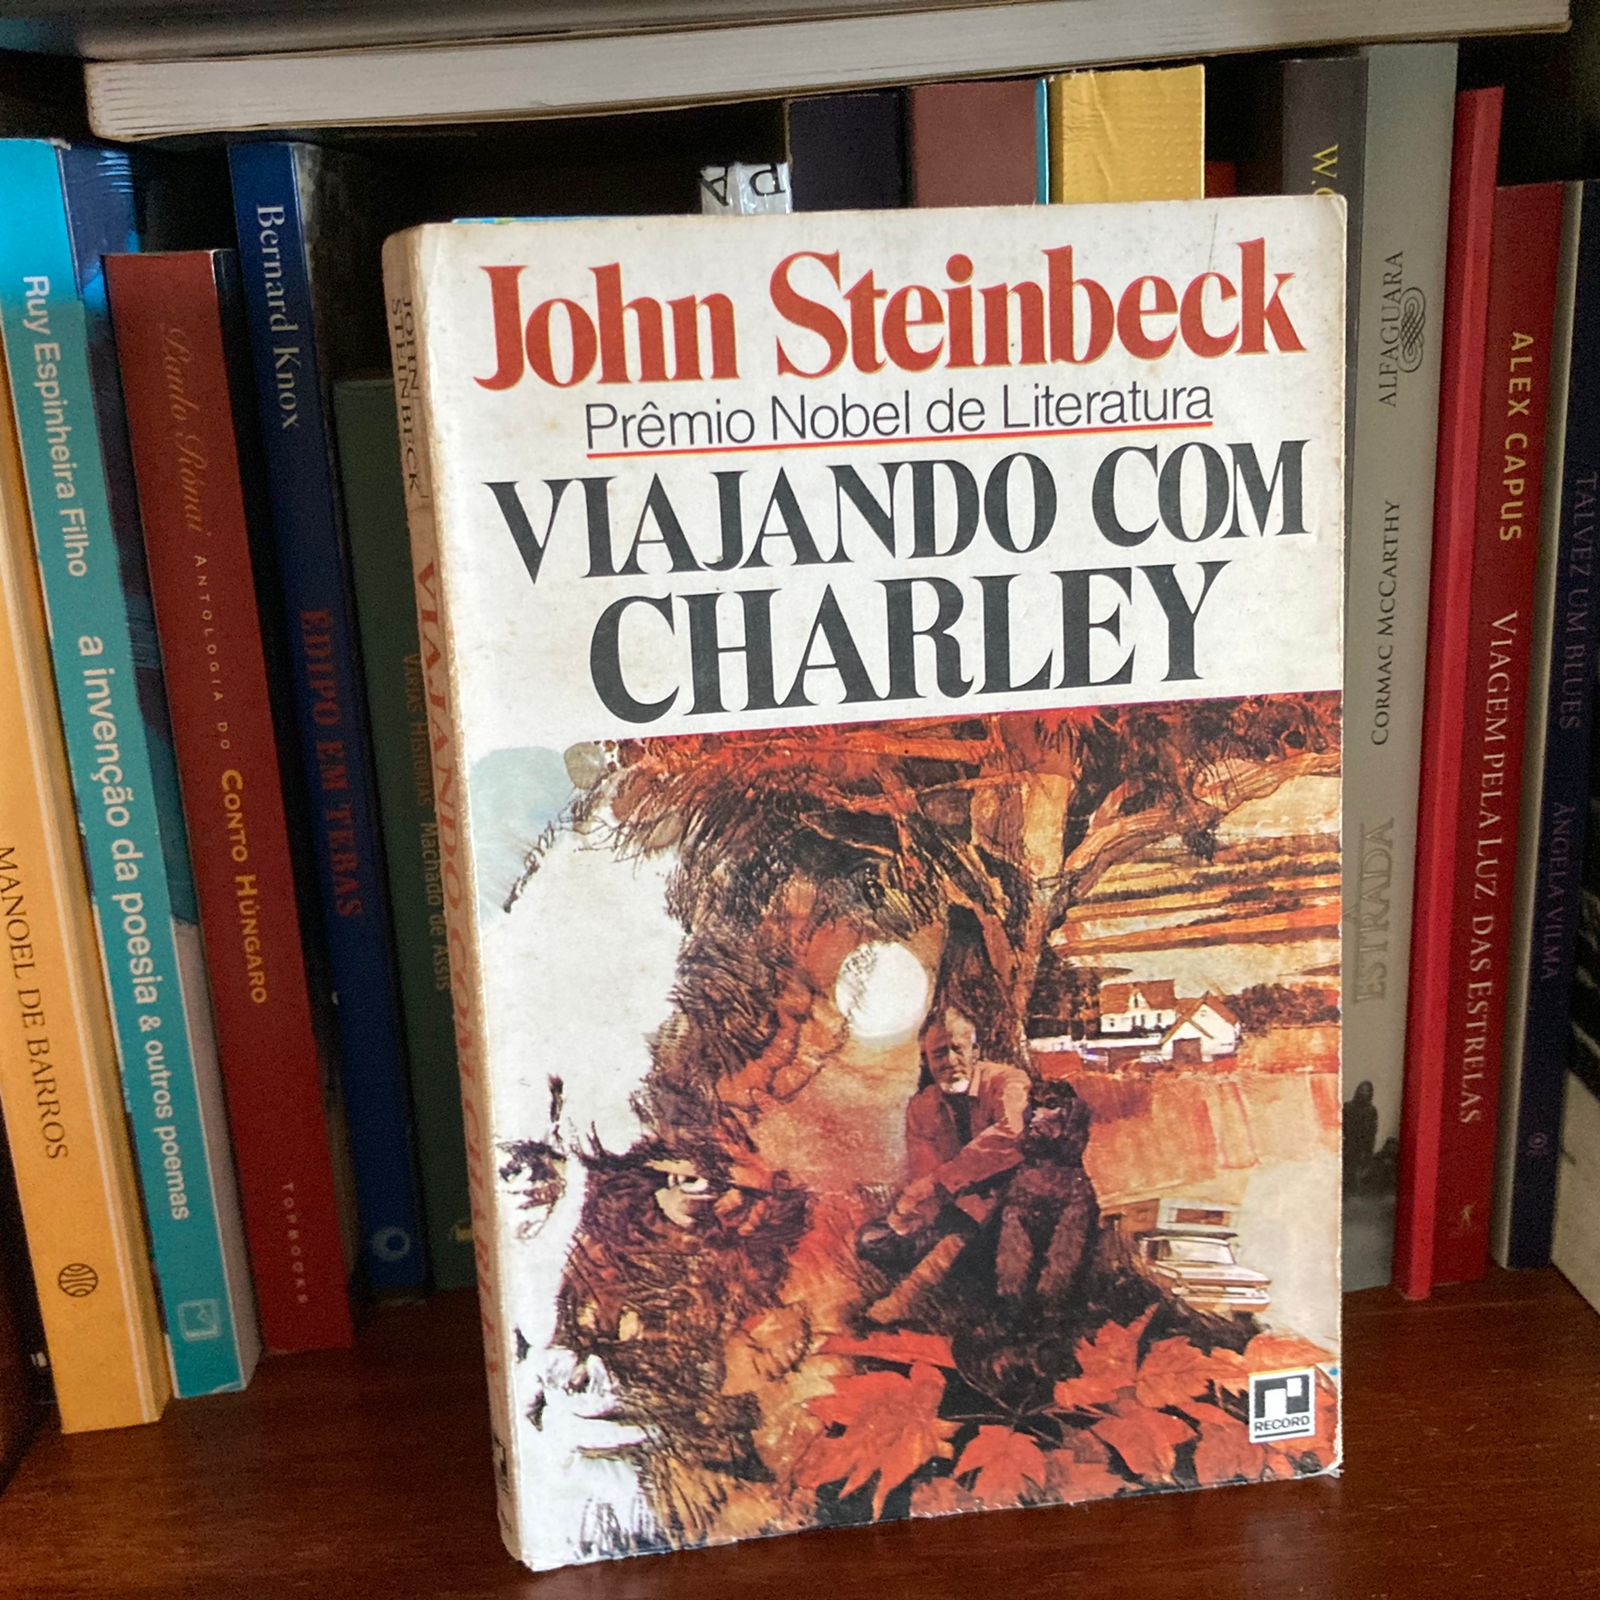 John Steinbeck
Prêmio Nobel de Literatura
VIAJANDO COM
CHARLEY
RECORD
JOHN
STEINBECK
VIAJANDO COM CHARLEY
MANOEL DE BARROS
Ruy Espinheira Filho a invenção da poesia & outros poemas
Paulo Rónai ANTOLOGIA DO CONTO HÚNGARO TOPBOOKS
Bernard Knox ÉDIPO EM TEBAS
VÁRIAS HISTÓRIAS Machado de Assis
PA
ALFAGUARA CORMAC MCCARTHY ESTRADA
ALEX CAPUS VIAGEM PELA LUZ DAS ESTRELAS
TALVEZ UM BLUES ÂNGELA VILMA